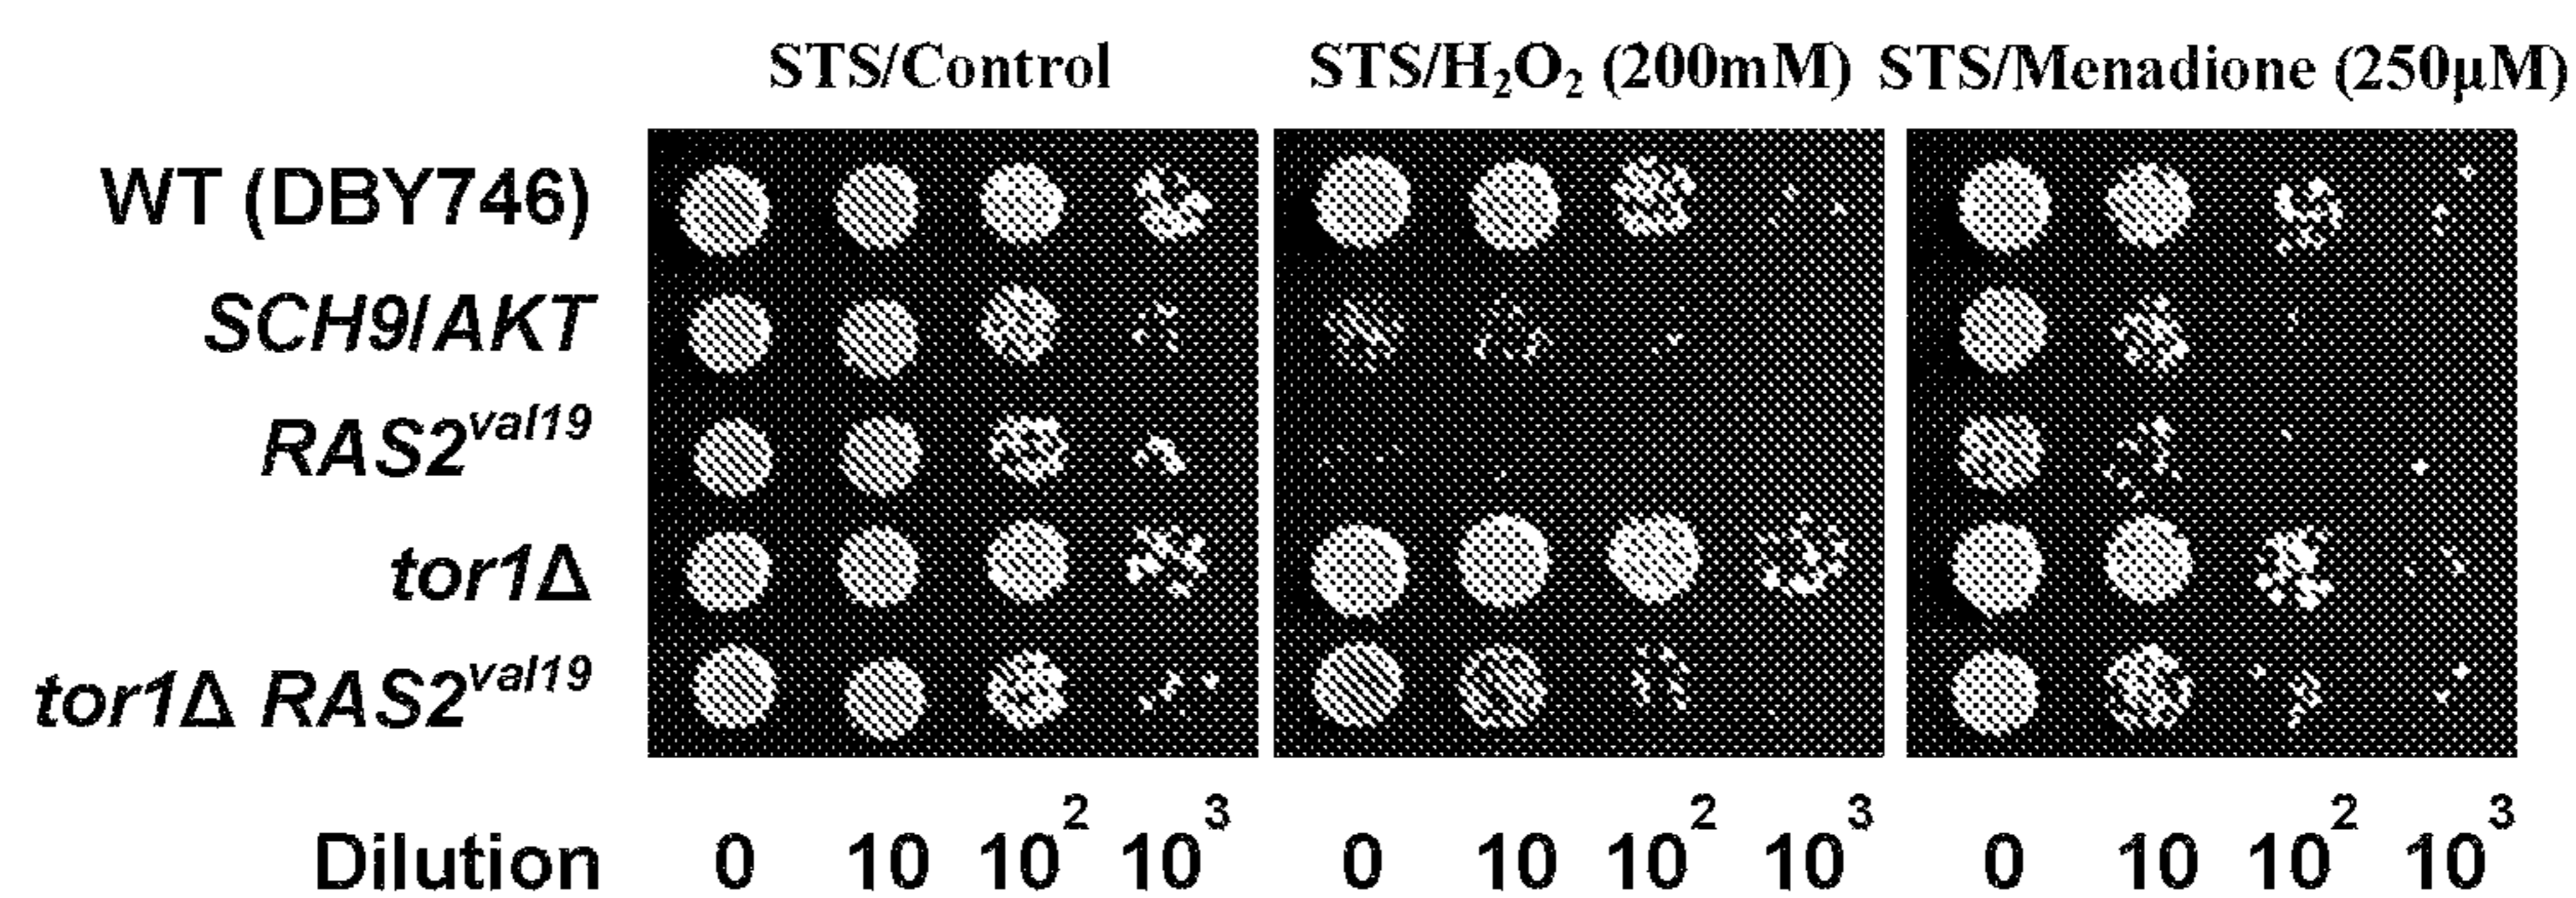 STS/Control STS/H₂O₂ (200mM) STS/Menadione (250μM)
WT (DBY746)
SCH9/AKT
RAS2ᵛᵃˡ¹⁹
tor1Δ
tor1Δ RAS2ᵛᵃˡ¹⁹
Dilution 0 10 10² 10³ 0 10 10² 10³ 0 10 10² 10³